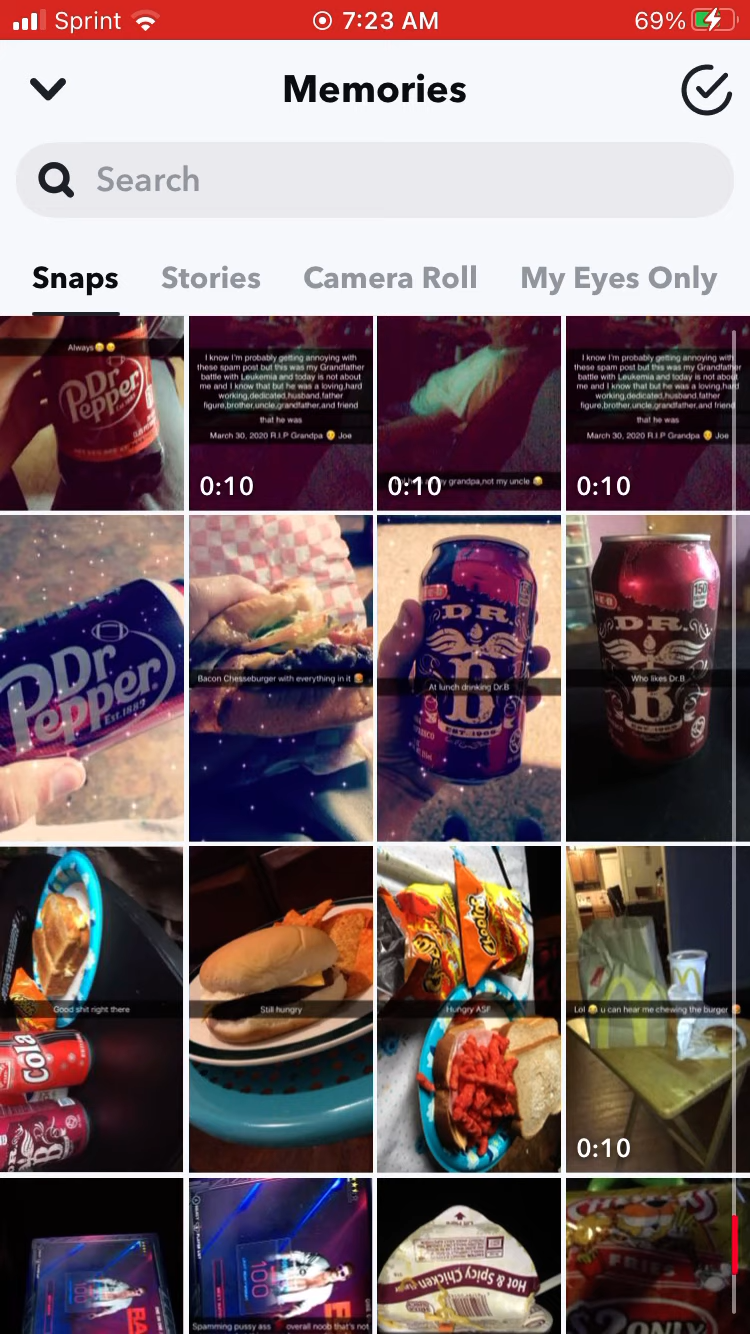 Sprint 7:23 AM 69%
Memories
Search
Snaps Stories Camera Roll My Eyes Only
Always
Dr
Pepper
I know I'm probably getting annoying with
these spam post but this was my Grandfather
battle with Leukemia and today is not about
me and I know that but he was a loving,hard
working,dedicated,husband,father
figure,brother,uncle,grandfather,and friend
that he was
March 30, 2020 R.I.P Grandpa 😔 Joe
0:10
grandpa,not my uncle 😂
0:10
I know I'm probably getting annoying with
these spam post but this was my Grandfather
battle with Leukemia and today is not about
me and I know that but he was a loving,hard
working,dedicated,husband,father
figure,brother,uncle,grandfather,and friend
that he was
March 30, 2020 R.I.P Grandpa 😔 Joe
0:10
Dr
Pepper
Est.1885
Bacon Chesseburger with everything in it 🍔
DR.
At lunch drinking Dr.B
B
EST. 1908
150
DR.
Who likes Dr.B
B
Good shit right there
Cola
DR.
B
Still hungry
Cheetos
Cheetos
Hungry ASF
Lol 😂 u can hear me chewing the burger 🍔
0:10
100
Spamming pussy ass overall noob that's not
Hot & Spicy Chicken
FRIES
ONLY